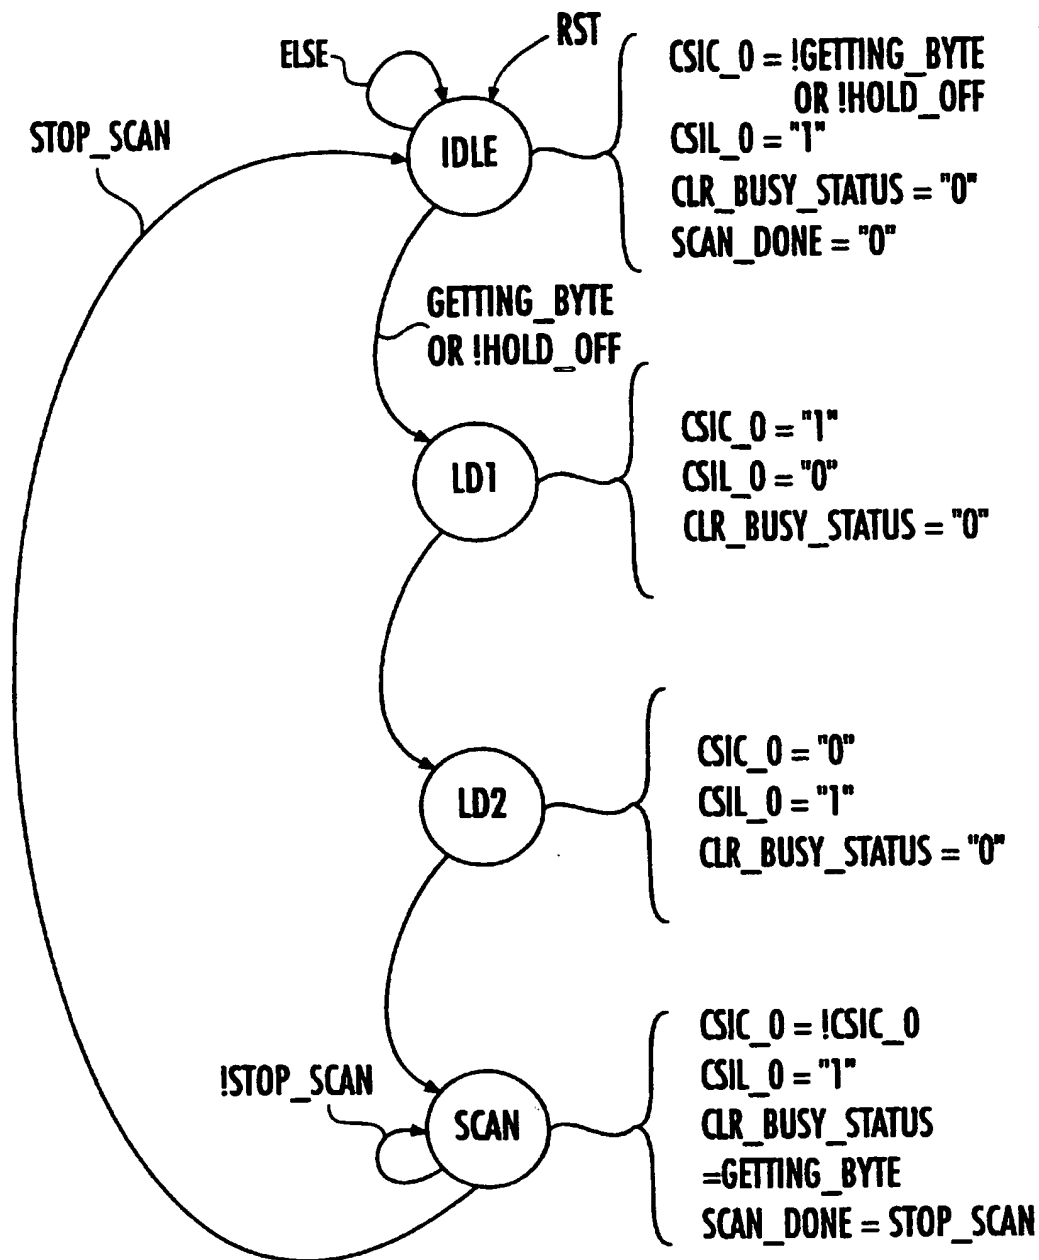 RST
ELSE
STOP_SCAN
IDLE
CSIC_0 = !GETTING_BYTE
OR !HOLD_OFF
CSIL_0 = "1"
CLR_BUSY_STATUS = "0"
SCAN_DONE = "0"
GETTING_BYTE
OR !HOLD_OFF
LD1
CSIC_0 = "1"
CSIL_0 = "0"
CLR_BUSY_STATUS = "0"
LD2
CSIC_0 = "0"
CSIL_0 = "1"
CLR_BUSY_STATUS = "0"
!STOP_SCAN
SCAN
CSIC_0 = !CSIC_0
CSIL_0 = "1"
CLR_BUSY_STATUS
=GETTING_BYTE
SCAN_DONE = STOP_SCAN